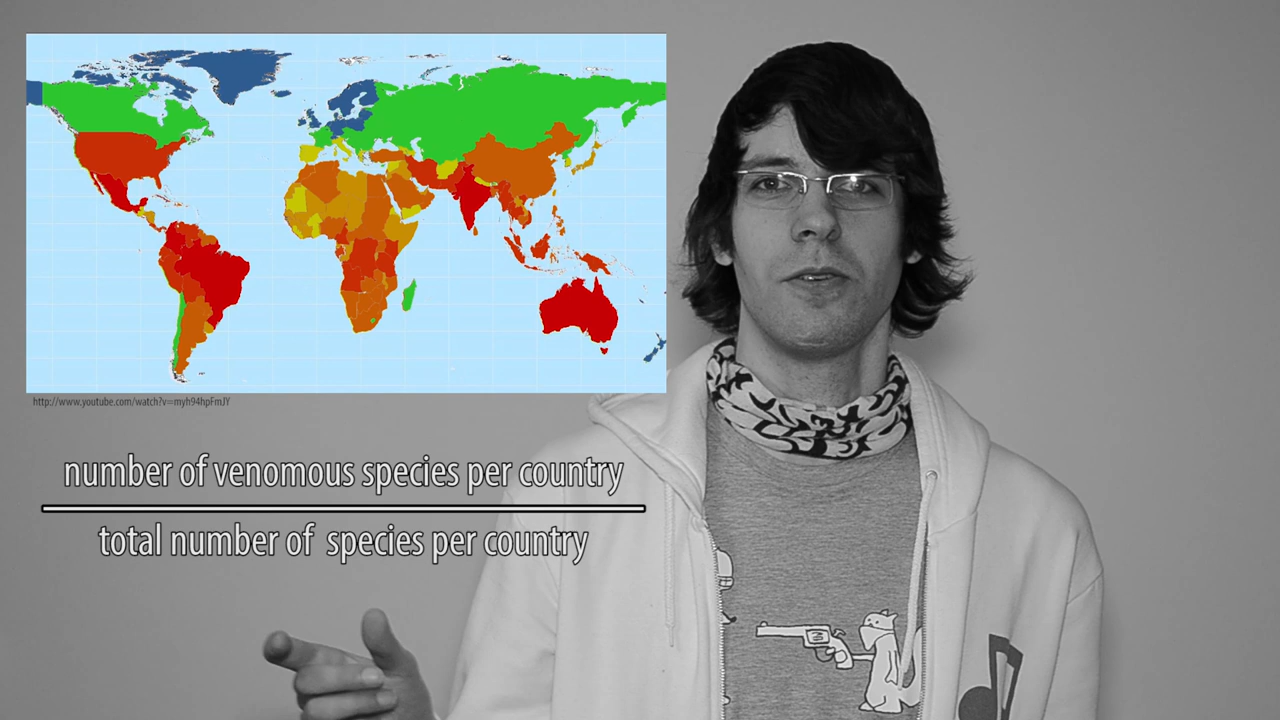 http://www.youtube.com/watch?v=myh94hpFmJY
number of venomous species per country
total number of species per country